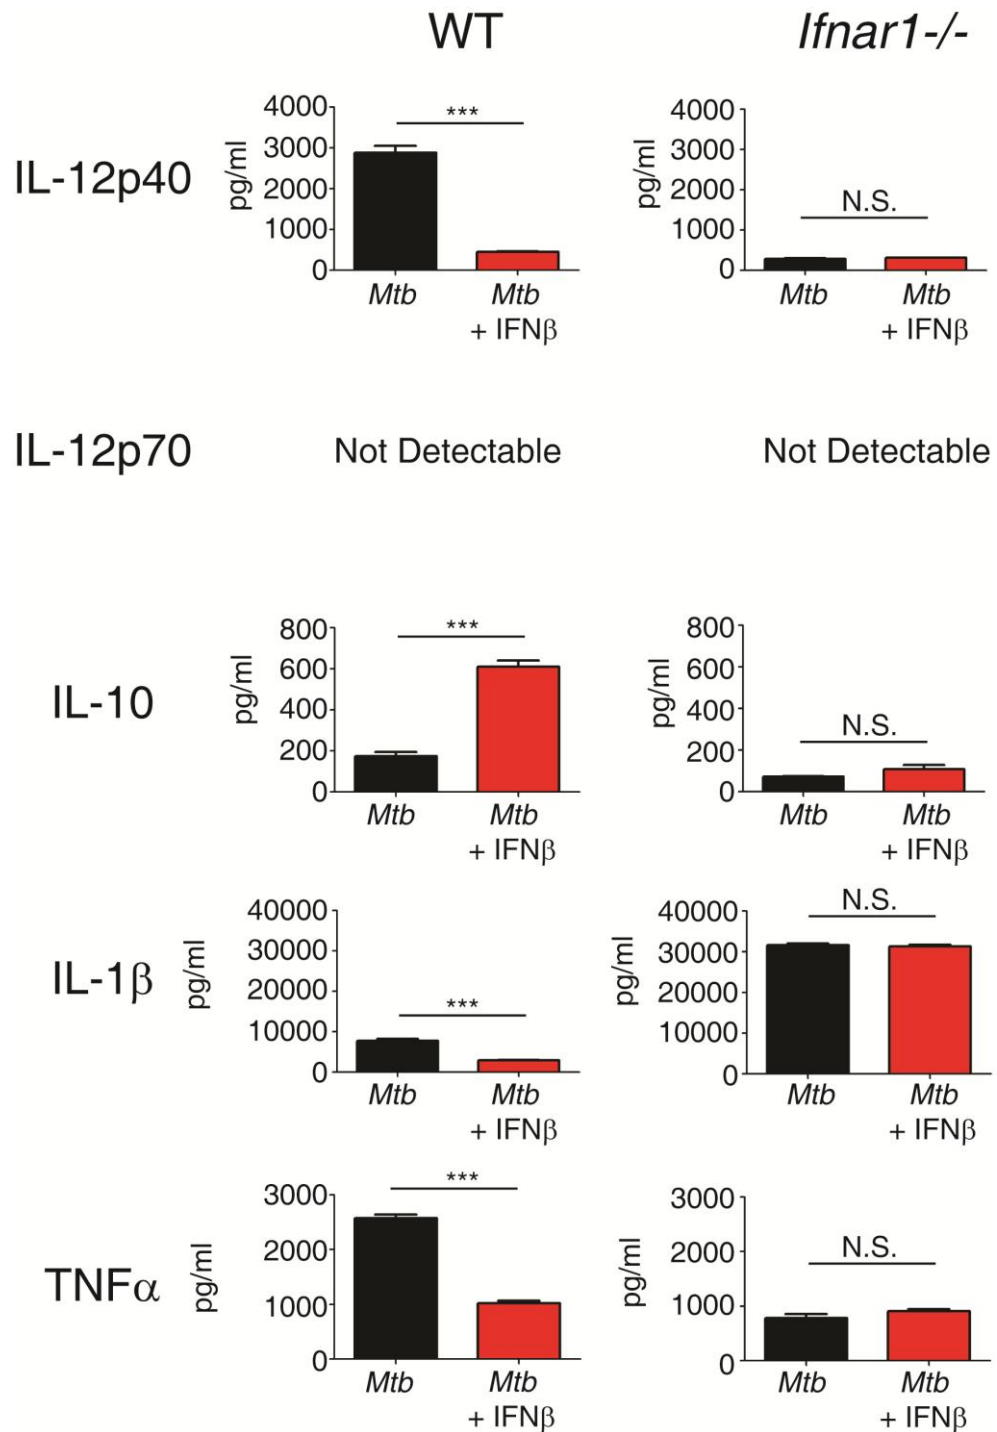 WT Ifnar1-/-
IL-12p40
pg/ml
4000
3000
2000
1000
0
***
Mtb Mtb
+ IFNβ
pg/ml
4000
3000
2000
1000
0
N.S.
Mtb Mtb
+ IFNβ
IL-12p70 Not Detectable Not Detectable
IL-10
pg/ml
800
600
400
200
0
***
Mtb Mtb
+ IFNβ
pg/ml
800
600
400
200
0
N.S.
Mtb Mtb
+ IFNβ
IL-1β
pg/ml
40000
30000
20000
10000
0
***
Mtb Mtb
+ IFNβ
pg/ml
40000
30000
20000
10000
0
N.S.
Mtb Mtb
+ IFNβ
TNFα
pg/ml
3000
2000
1000
0
***
Mtb Mtb
+ IFNβ
pg/ml
3000
2000
1000
0
N.S.
Mtb Mtb
+ IFNβ